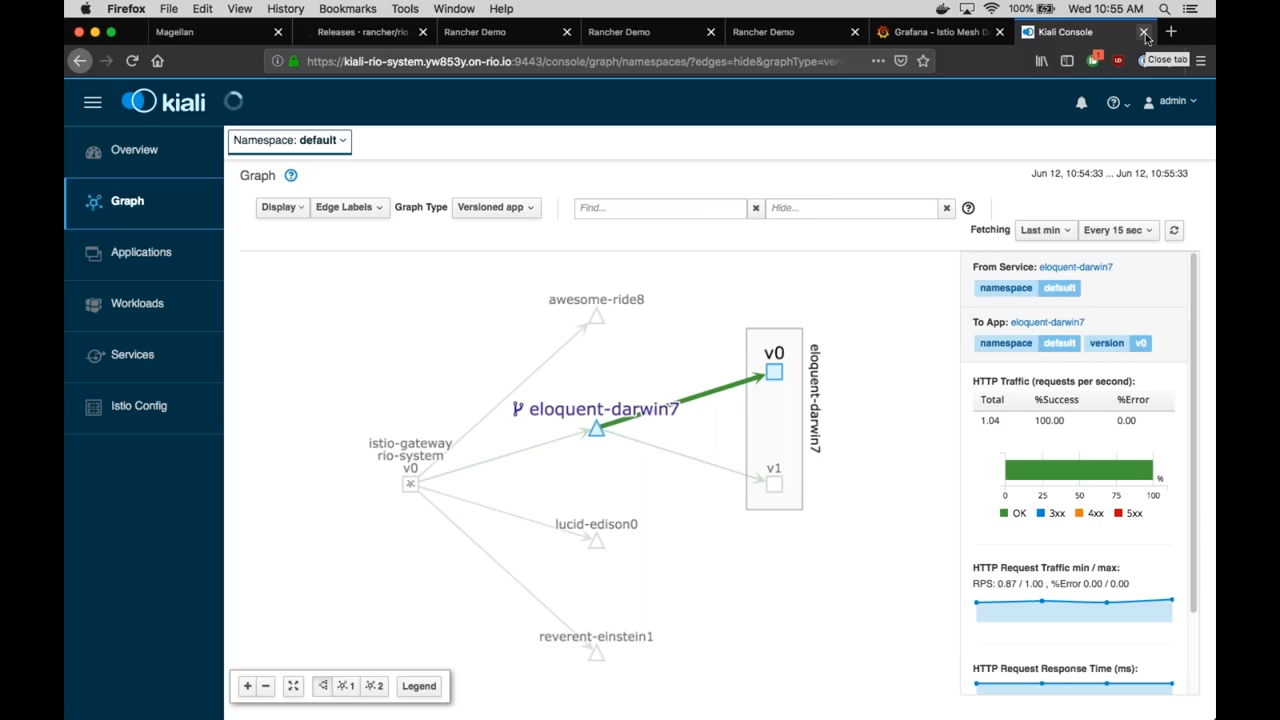 Firefox File Edit View History Bookmarks Tools Window Help 100% Wed 10:55 AM
Magellan Releases · rancher/rio Rancher Demo Rancher Demo Rancher Demo Grafana - Istio Mesh D Kiali Console
https://kiali-rio-system.yw853y.on-rio.io:9443/console/graph/namespaces/?edges=hide&graphType=ver 1 Close tab
kiali admin
Namespace: default
Overview
Graph
Applications
Workloads
Services
Istio Config
Graph Jun 12, 10:54:33 ... Jun 12, 10:55:33
Display Edge Labels Graph Type Versioned app Find... Hide...
Fetching Last min Every 15 sec
awesome-ride8
v0
eloquent-darwin7
eloquent-darwin7
istio-gateway
rio-system
v0
v1
lucid-edison0
reverent-einstein1
1 2 Legend
From Service: eloquent-darwin7
namespace default
To App: eloquent-darwin7
namespace default version v0
HTTP Traffic (requests per second):
Total %Success %Error
1.04 100.00 0.00
%
0 25 50 75 100
OK 3xx 4xx 5xx
HTTP Request Traffic min / max:
RPS: 0.87 / 1.00 , %Error 0.00 / 0.00
HTTP Request Response Time (ms):